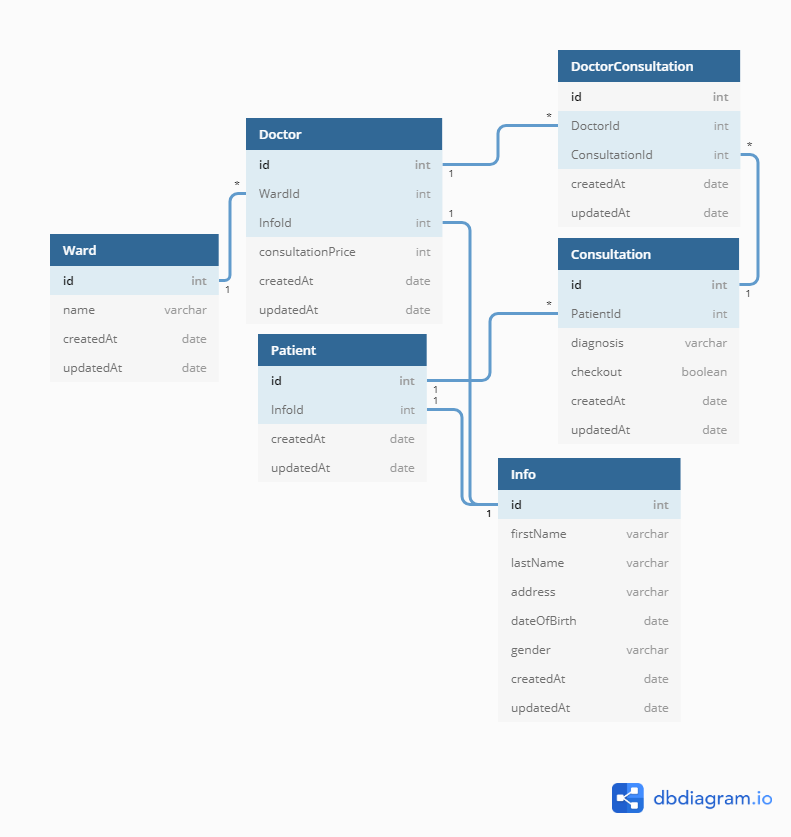 DoctorConsultation
id int
DoctorId int
ConsultationId int
createdAt date
updatedAt date
*
*
Doctor
id int
WardId int
InfoId int
consultationPrice int
createdAt date
updatedAt date
*
1
1
Ward
id int
name varchar
createdAt date
updatedAt date
1
Consultation
id int
PatientId int
diagnosis varchar
checkout boolean
createdAt date
updatedAt date
1
*
Patient
id int
InfoId int
createdAt date
updatedAt date
1
1
Info
id int
firstName varchar
lastName varchar
address varchar
dateOfBirth date
gender varchar
createdAt date
updatedAt date
1
dbdiagram.io